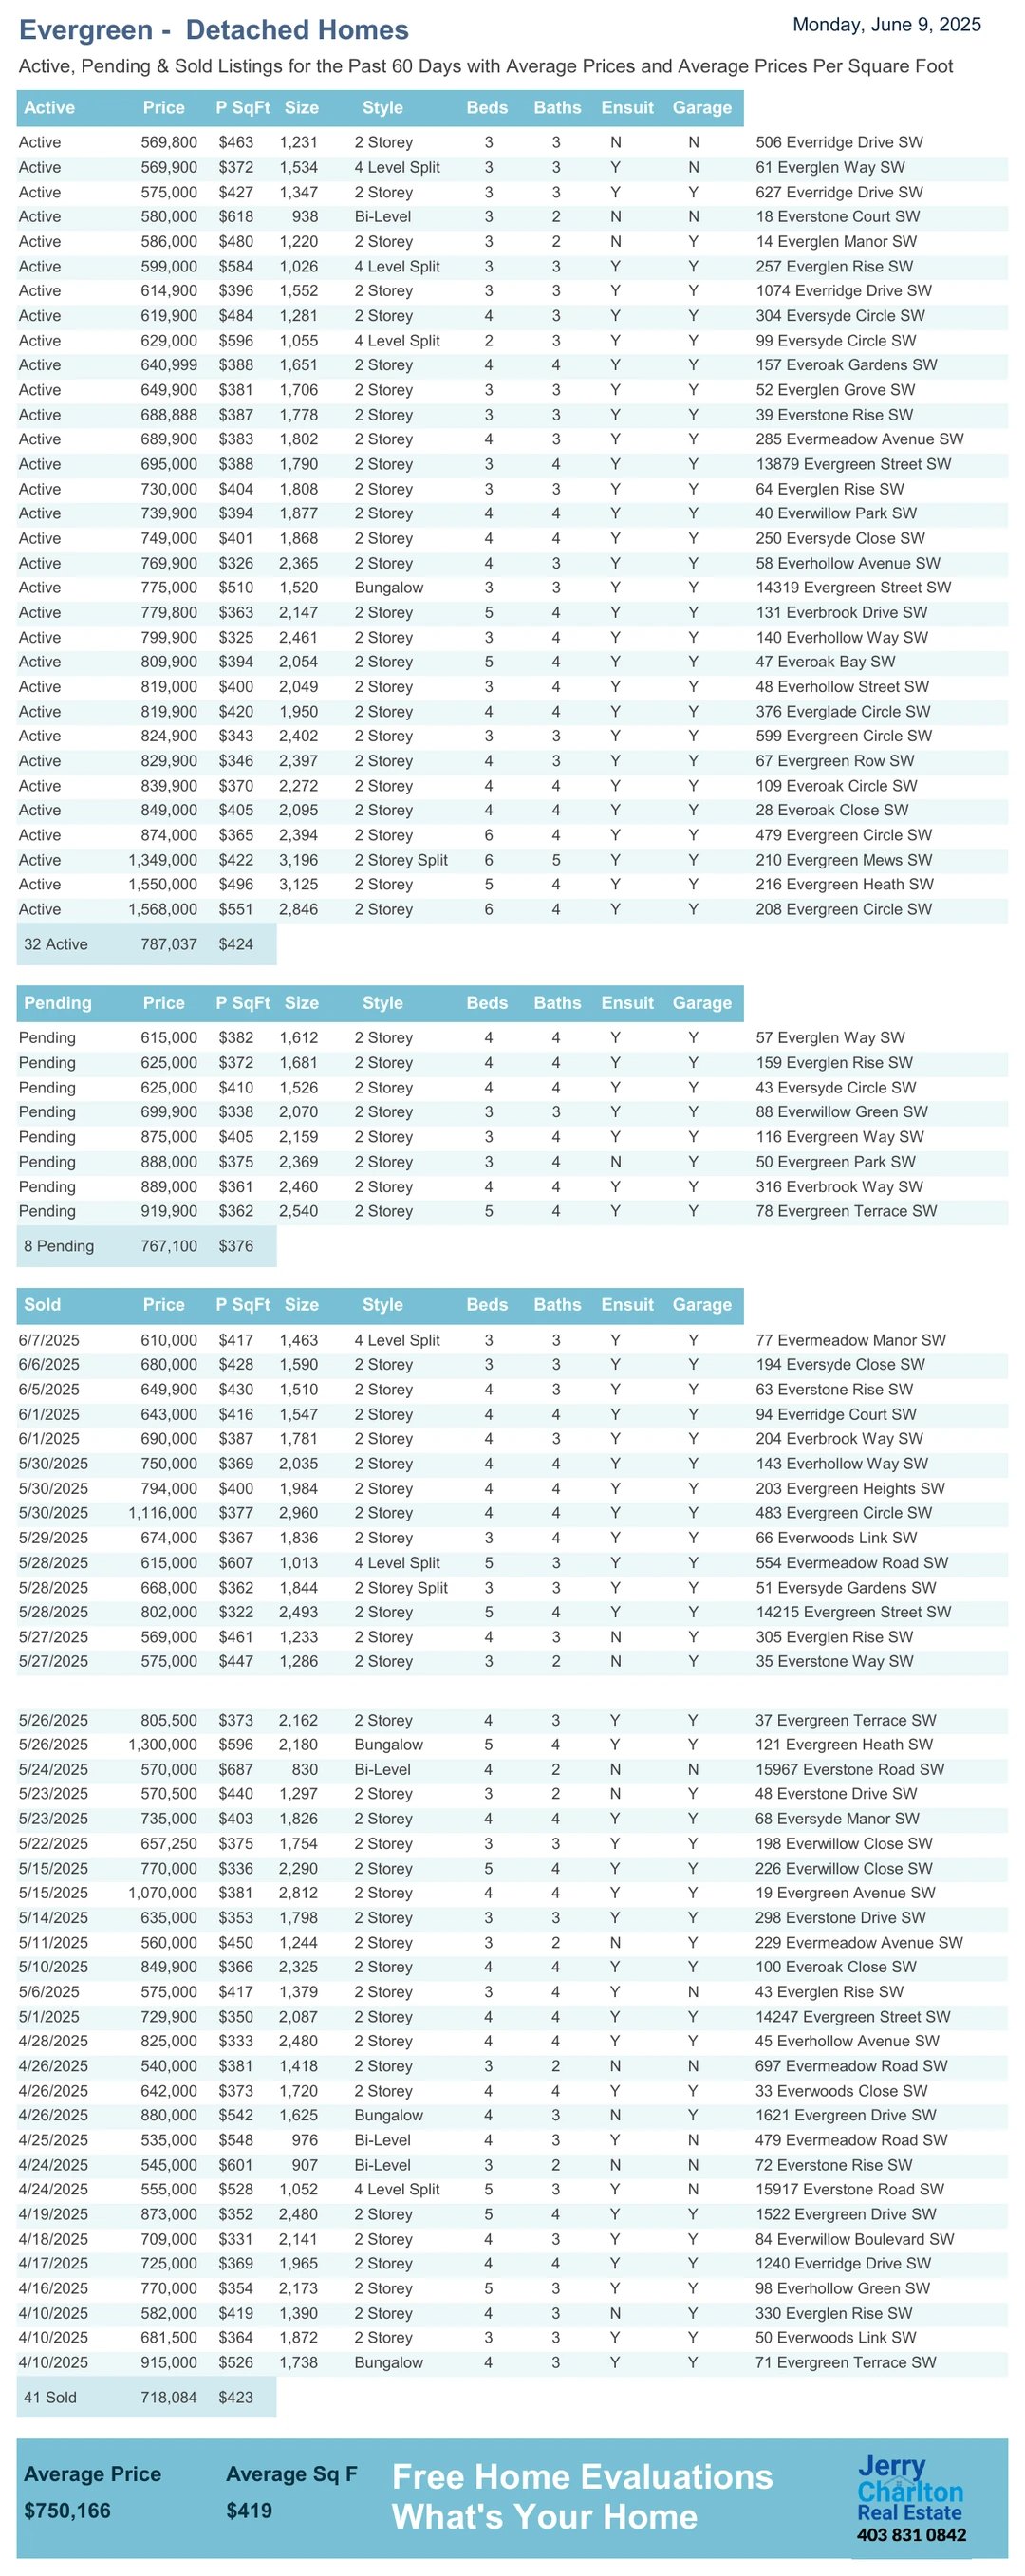 Evergreen - Detached Homes
Monday, June 9, 2025
Active, Pending & Sold Listings for the Past 60 Days with Average Prices and Average Prices Per Square Foot
Active Price P SqFt Size Style Beds Baths Ensuit Garage
Active 569,800 $463 1,231 2 Storey 3 3 N N 506 Everridge Drive SW
Active 569,900 $372 1,534 4 Level Split 3 3 Y N 61 Everglen Way SW
Active 575,000 $427 1,347 2 Storey 3 3 Y Y 627 Everridge Drive SW
Active 580,000 $618 938 Bi-Level 3 2 N N 18 Everstone Court SW
Active 586,000 $480 1,220 2 Storey 3 2 N Y 14 Everglen Manor SW
Active 599,000 $584 1,026 4 Level Split 3 3 Y Y 257 Everglen Rise SW
Active 614,900 $396 1,552 2 Storey 3 3 Y Y 1074 Everridge Drive SW
Active 619,900 $484 1,281 2 Storey 4 3 Y Y 304 Eversyde Circle SW
Active 629,000 $596 1,055 4 Level Split 2 3 Y Y 99 Eversyde Circle SW
Active 640,999 $388 1,651 2 Storey 4 4 Y Y 157 Everoak Gardens SW
Active 649,900 $381 1,706 2 Storey 3 3 Y Y 52 Everglen Grove SW
Active 688,888 $387 1,778 2 Storey 3 3 Y Y 39 Everstone Rise SW
Active 689,900 $383 1,802 2 Storey 4 3 Y Y 285 Evermeadow Avenue SW
Active 695,000 $388 1,790 2 Storey 3 4 Y Y 13879 Evergreen Street SW
Active 730,000 $404 1,808 2 Storey 3 3 Y Y 64 Everglen Rise SW
Active 739,900 $394 1,877 2 Storey 4 4 Y Y 40 Everwillow Park SW
Active 749,000 $401 1,868 2 Storey 4 4 Y Y 250 Eversyde Close SW
Active 769,900 $326 2,365 2 Storey 4 3 Y Y 58 Everhollow Avenue SW
Active 775,000 $510 1,520 Bungalow 3 3 Y Y 14319 Evergreen Street SW
Active 779,800 $363 2,147 2 Storey 5 4 Y Y 131 Everbrook Drive SW
Active 799,900 $325 2,461 2 Storey 3 4 Y Y 140 Everhollow Way SW
Active 809,900 $394 2,054 2 Storey 5 4 Y Y 47 Everoak Bay SW
Active 819,000 $400 2,049 2 Storey 3 4 Y Y 48 Everhollow Street SW
Active 819,900 $420 1,950 2 Storey 4 4 Y Y 376 Everglade Circle SW
Active 824,900 $343 2,402 2 Storey 3 3 Y Y 599 Evergreen Circle SW
Active 829,900 $346 2,397 2 Storey 4 3 Y Y 67 Evergreen Row SW
Active 839,900 $370 2,272 2 Storey 4 4 Y Y 109 Everoak Circle SW
Active 849,000 $405 2,095 2 Storey 4 4 Y Y 28 Everoak Close SW
Active 874,000 $365 2,394 2 Storey 6 4 Y Y 479 Evergreen Circle SW
Active 1,349,000 $422 3,196 2 Storey Split 6 5 Y Y 210 Evergreen Mews SW
Active 1,550,000 $496 3,125 2 Storey 5 4 Y Y 216 Evergreen Heath SW
Active 1,568,000 $551 2,846 2 Storey 6 4 Y Y 208 Evergreen Circle SW
32 Active 787,037 $424
Pending Price P SqFt Size Style Beds Baths Ensuit Garage
Pending 615,000 $382 1,612 2 Storey 4 4 Y Y 57 Everglen Way SW
Pending 625,000 $372 1,681 2 Storey 4 4 Y Y 159 Everglen Rise SW
Pending 625,000 $410 1,526 2 Storey 4 4 Y Y 43 Eversyde Circle SW
Pending 699,900 $338 2,070 2 Storey 3 3 Y Y 88 Everwillow Green SW
Pending 875,000 $405 2,159 2 Storey 3 4 Y Y 116 Evergreen Way SW
Pending 888,000 $375 2,369 2 Storey 3 4 N Y 50 Evergreen Park SW
Pending 889,000 $361 2,460 2 Storey 4 4 Y Y 316 Everbrook Way SW
Pending 919,900 $362 2,540 2 Storey 5 4 Y Y 78 Evergreen Terrace SW
8 Pending 767,100 $376
Sold Price P SqFt Size Style Beds Baths Ensuit Garage
6/7/2025 610,000 $417 1,463 4 Level Split 3 3 Y Y 77 Evermeadow Manor SW
6/6/2025 680,000 $428 1,590 2 Storey 3 3 Y Y 194 Eversyde Close SW
6/5/2025 649,900 $430 1,510 2 Storey 4 3 Y Y 63 Everstone Rise SW
6/1/2025 643,000 $416 1,547 2 Storey 4 4 Y Y 94 Everridge Court SW
6/1/2025 690,000 $387 1,781 2 Storey 4 3 Y Y 204 Everbrook Way SW
5/30/2025 750,000 $369 2,035 2 Storey 4 4 Y Y 143 Everhollow Way SW
5/30/2025 794,000 $400 1,984 2 Storey 4 4 Y Y 203 Evergreen Heights SW
5/30/2025 1,116,000 $377 2,960 2 Storey 4 4 Y Y 483 Evergreen Circle SW
5/29/2025 674,000 $367 1,836 2 Storey 3 4 Y Y 66 Everwoods Link SW
5/28/2025 615,000 $607 1,013 4 Level Split 5 3 Y Y 554 Evermeadow Road SW
5/28/2025 668,000 $362 1,844 2 Storey Split 3 3 Y Y 51 Eversyde Gardens SW
5/28/2025 802,000 $322 2,493 2 Storey 5 4 Y Y 14215 Evergreen Street SW
5/27/2025 569,000 $461 1,233 2 Storey 4 3 N Y 305 Everglen Rise SW
5/27/2025 575,000 $447 1,286 2 Storey 3 2 N Y 35 Everstone Way SW
5/26/2025 805,500 $373 2,162 2 Storey 4 3 Y Y 37 Evergreen Terrace SW
5/26/2025 1,300,000 $596 2,180 Bungalow 5 4 Y Y 121 Evergreen Heath SW
5/24/2025 570,000 $687 830 Bi-Level 4 2 N N 15967 Everstone Road SW
5/23/2025 570,500 $440 1,297 2 Storey 3 2 N Y 48 Everstone Drive SW
5/23/2025 735,000 $403 1,826 2 Storey 4 4 Y Y 68 Eversyde Manor SW
5/22/2025 657,250 $375 1,754 2 Storey 3 3 Y Y 198 Everwillow Close SW
5/15/2025 770,000 $336 2,290 2 Storey 5 4 Y Y 226 Everwillow Close SW
5/15/2025 1,070,000 $381 2,812 2 Storey 4 4 Y Y 19 Evergreen Avenue SW
5/14/2025 635,000 $353 1,798 2 Storey 3 3 Y Y 298 Everstone Drive SW
5/11/2025 560,000 $450 1,244 2 Storey 3 2 N Y 229 Evermeadow Avenue SW
5/10/2025 849,900 $366 2,325 2 Storey 4 4 Y Y 100 Everoak Close SW
5/6/2025 575,000 $417 1,379 2 Storey 3 4 Y N 43 Everglen Rise SW
5/1/2025 729,900 $350 2,087 2 Storey 4 4 Y Y 14247 Evergreen Street SW
4/28/2025 825,000 $333 2,480 2 Storey 4 4 Y Y 45 Everhollow Avenue SW
4/26/2025 540,000 $381 1,418 2 Storey 3 2 N N 697 Evermeadow Road SW
4/26/2025 642,000 $373 1,720 2 Storey 4 4 Y Y 33 Everwoods Close SW
4/26/2025 880,000 $542 1,625 Bungalow 4 3 N Y 1621 Evergreen Drive SW
4/25/2025 535,000 $548 976 Bi-Level 4 3 Y N 479 Evermeadow Road SW
4/24/2025 545,000 $601 907 Bi-Level 3 2 N N 72 Everstone Rise SW
4/24/2025 555,000 $528 1,052 4 Level Split 5 3 Y N 15917 Everstone Road SW
4/19/2025 873,000 $352 2,480 2 Storey 5 4 Y Y 1522 Evergreen Drive SW
4/18/2025 709,000 $331 2,141 2 Storey 4 3 Y Y 84 Everwillow Boulevard SW
4/17/2025 725,000 $369 1,965 2 Storey 4 4 Y Y 1240 Everridge Drive SW
4/16/2025 770,000 $354 2,173 2 Storey 5 3 Y Y 98 Everhollow Green SW
4/10/2025 582,000 $419 1,390 2 Storey 4 3 N Y 330 Everglen Rise SW
4/10/2025 681,500 $364 1,872 2 Storey 3 3 Y Y 50 Everwoods Link SW
4/10/2025 915,000 $526 1,738 Bungalow 4 3 Y Y 71 Evergreen Terrace SW
41 Sold 718,084 $423
Average Price Average Sq F
$750,166 $419
Free Home Evaluations
What's Your Home
Jerry
Charlton
Real Estate
403 831 0842